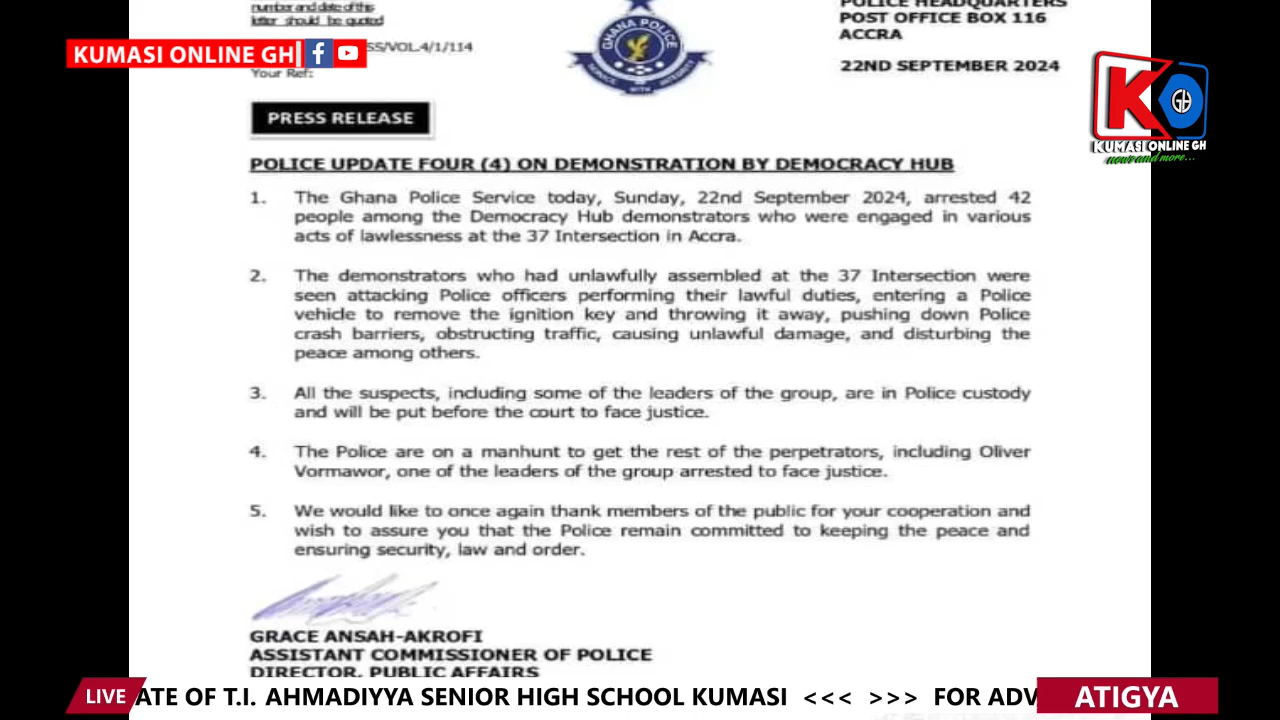 number and date of this
letter should be quoted
SS/VOL.4/1/114
Your Ref:
KUMASI ONLINE GH
GHANA POLICE
SERVICE WITH INTEGRITY
POLICE HEADQUARTERS
POST OFFICE BOX 116
ACCRA
22ND SEPTEMBER 2024
KO
GH
KUMASI ONLINE GH
news and more...
PRESS RELEASE
POLICE UPDATE FOUR (4) ON DEMONSTRATION BY DEMOCRACY HUB
1. The Ghana Police Service today, Sunday, 22nd September 2024, arrested 42
people among the Democracy Hub demonstrators who were engaged in various
acts of lawlessness at the 37 Intersection in Accra.
2. The demonstrators who had unlawfully assembled at the 37 Intersection were
seen attacking Police officers performing their lawful duties, entering a Police
vehicle to remove the ignition key and throwing it away, pushing down Police
crash barriers, obstructing traffic, causing unlawful damage, and disturbing the
peace among others.
3. All the suspects, including some of the leaders of the group, are in Police custody
and will be put before the court to face justice.
4. The Police are on a manhunt to get the rest of the perpetrators, including Oliver
Vormawor, one of the leaders of the group arrested to face justice.
5. We would like to once again thank members of the public for your cooperation and
wish to assure you that the Police remain committed to keeping the peace and
ensuring security, law and order.
GRACE ANSAH-AKROFI
ASSISTANT COMMISSIONER OF POLICE
DIRECTOR, PUBLIC AFFAIRS
LIVE
ATE OF T.I. AHMADIYYA SENIOR HIGH SCHOOL KUMASI <<< >>> FOR ADV
ATIGYA